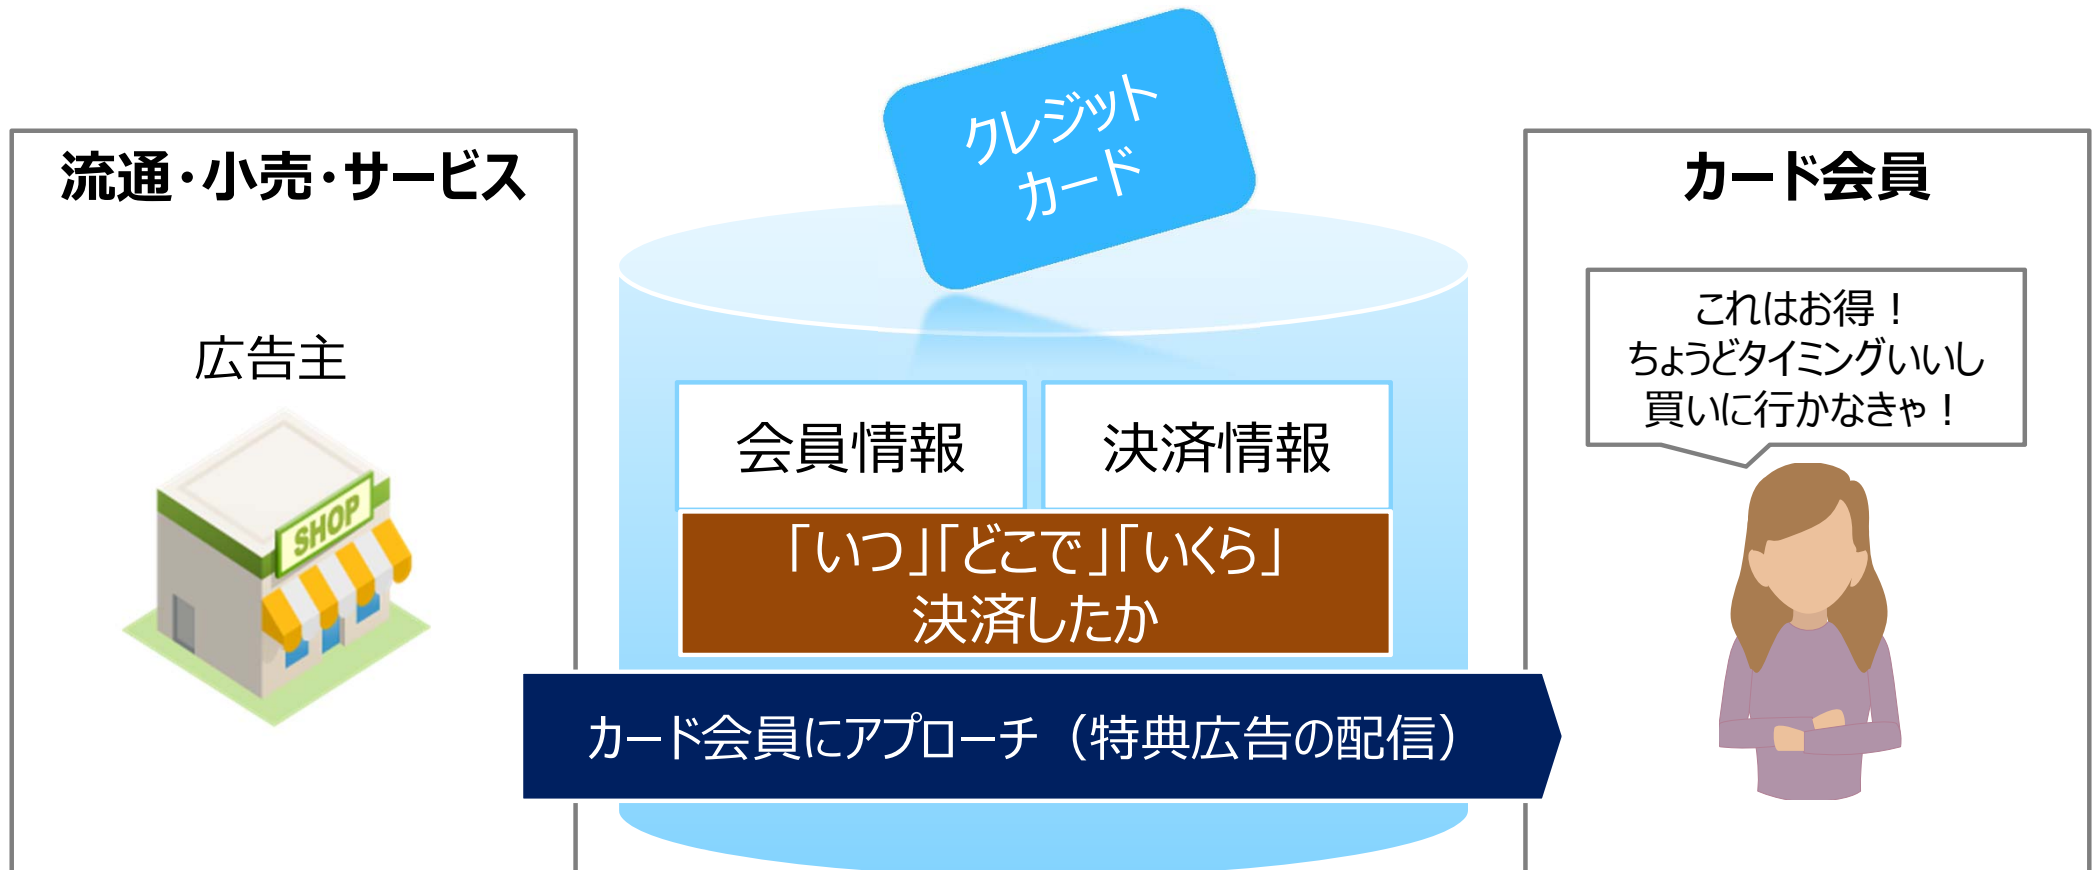 クレジット
カード
流通・小売・サービス
広告主
SHOP
会員情報
決済情報
「いつ」「どこで」「いくら」
決済したか
カード会員にアプローチ（特典広告の配信）
カード会員
これはお得！
ちょうどタイミングいいし
買いに行かなきゃ！